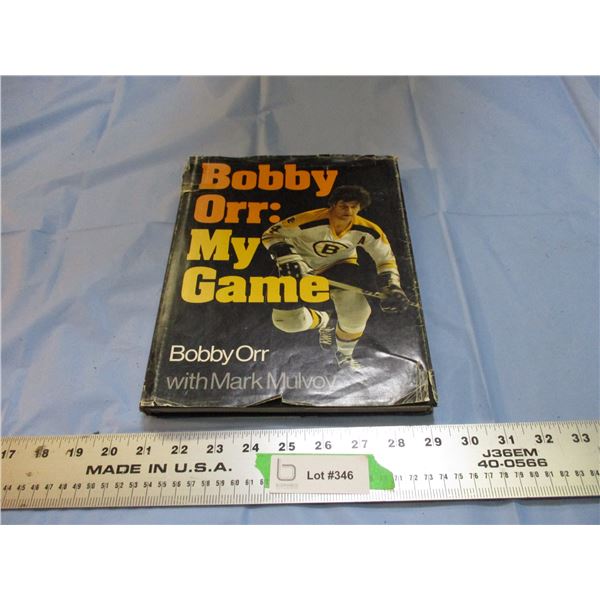 Bobby
Orr:
My
Game
B
A
Bobby Orr
with Mark Mulvoy
17 18 19 20 21 22 23 24 25 26 27 28 29 30 31 32 33
MADE IN U.S.A.
Lot #346
J36EM
40-0566